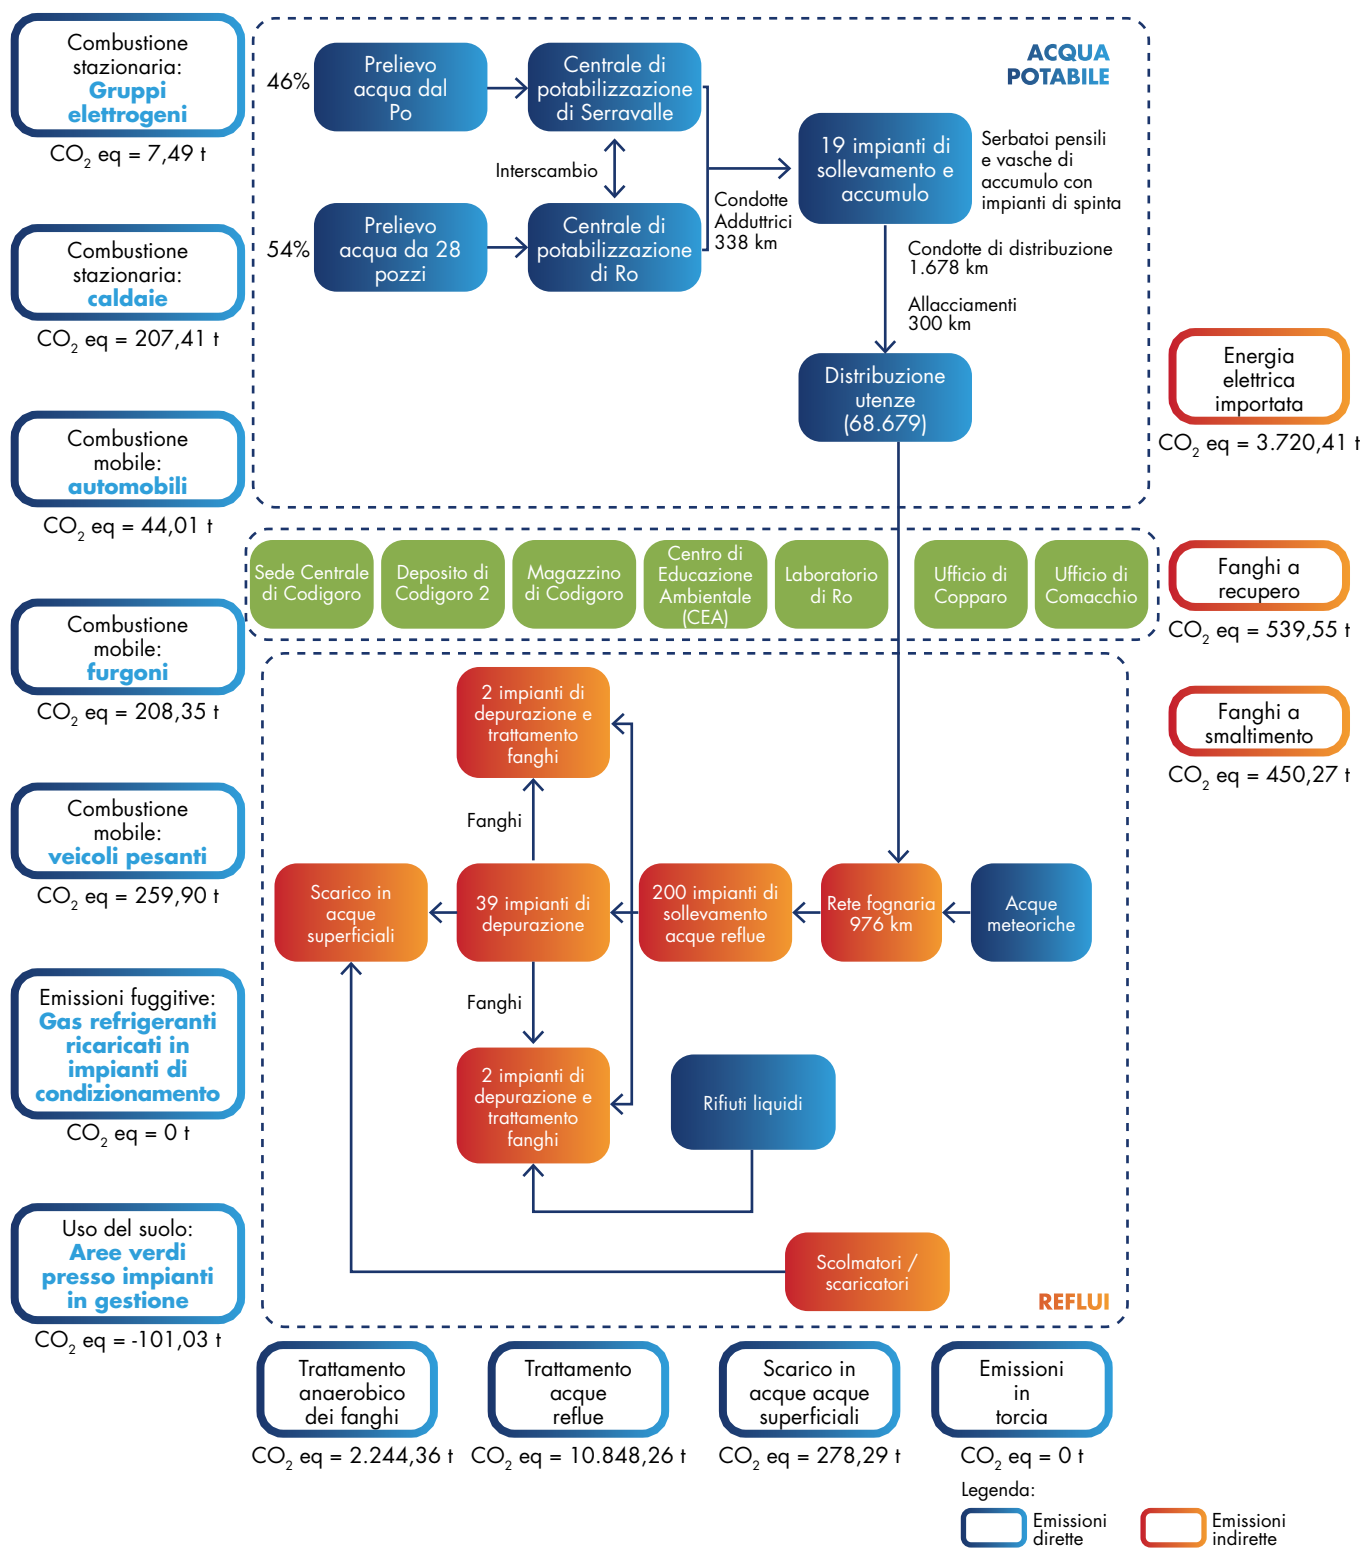 Combustione
stazionaria:
Gruppi
elettrogeni
CO2 eq = 7,49 t
Combustione
stazionaria:
caldaie
CO2 eq = 207,41 t
Combustione
mobile:
automobili
CO2 eq = 44,01 t
Combustione
mobile:
furgoni
CO2 eq = 208,35 t
Combustione
mobile:
veicoli pesanti
CO2 eq = 259,90 t
Emissioni fuggitive:
Gas refrigeranti
ricaricati in
impianti di
condizionamento
CO2 eq = 0 t
Uso del suolo:
Aree verdi
presso impianti
in gestione
CO2 eq = -101,03 t
ACQUA
POTABILE
46%
Prelievo
acqua dal
Po
Centrale di
potabilizzazione
di Serravalle
Interscambio
54%
Prelievo
acqua da 28
pozzi
Centrale di
potabilizzazione
di Ro
Condotte
Adduttrici
338 km
19 impianti di
sollevamento e
accumulo
Serbatoi pensili
e vasche di
accumulo con
impianti di spinta
Condotte di distribuzione
1.678 km
Allacciamenti
300 km
Distribuzione
utenze
(68.679)
Energia
elettrica
importata
CO2 eq = 3.720,41 t
Fanghi a
recupero
CO2 eq = 539,55 t
Fanghi a
smaltimento
CO2 eq = 450,27 t
Sede Centrale
di Codigoro
Deposito di
Codigoro 2
Magazzino
di Codigoro
Centro di
Educazione
Ambientale
(CEA)
Laboratorio
di Ro
Ufficio di
Copparo
Ufficio di
Comacchio
2 impianti di
depurazione e
trattamento
fanghi
Fanghi
Scarico in
acque
superficiali
39 impianti di
depurazione
200 impianti di
sollevamento
acque reflue
Rete fognaria
976 km
Acque
meteoriche
Fanghi
2 impianti di
depurazione e
trattamento
fanghi
Rifiuti liquidi
Scolmatori /
scaricatori
REFLUI
Trattamento
anaerobico
dei fanghi
CO2 eq = 2.244,36 t
Trattamento
acque
reflue
CO2 eq = 10.848,26 t
Scarico in
acque acque
superficiali
CO2 eq = 278,29 t
Emissioni
in
torcia
CO2 eq = 0 t
Legenda:
Emissioni
dirette
Emissioni
indirette